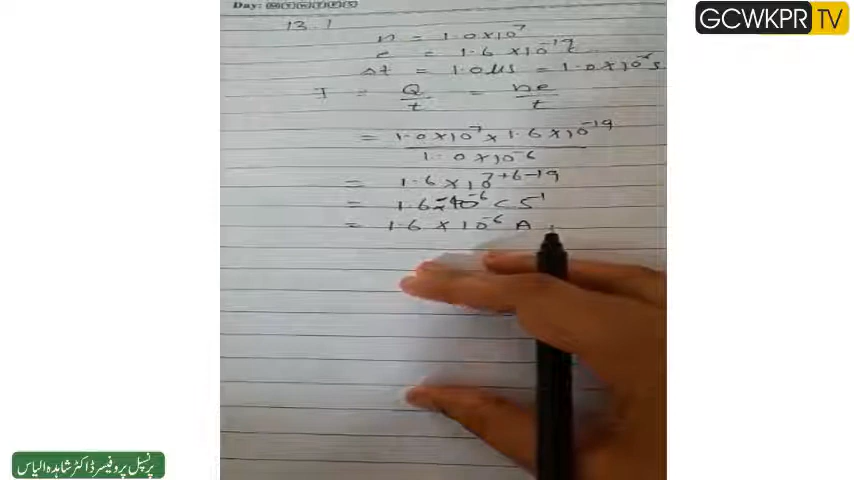 Day:
GCWKPR TV
13.1
n = 1.0×10⁷
e = 1.6 ×10⁻¹⁹
Δt = 1.0 μs = 1.0×10⁻⁶s
I = Q/t = ne/t
= 1.0×10⁷ × 1.6 ×10⁻¹⁹ / 1.0 ×10⁻⁶
= 1.6 ×10⁷⁺⁶⁻¹⁹
= 1.6×10⁻⁶ C S⁻¹
= 1.6 × 10⁻⁶ A
پرنسپل پروفیسر ڈاکٹر شاہدہ الیاس